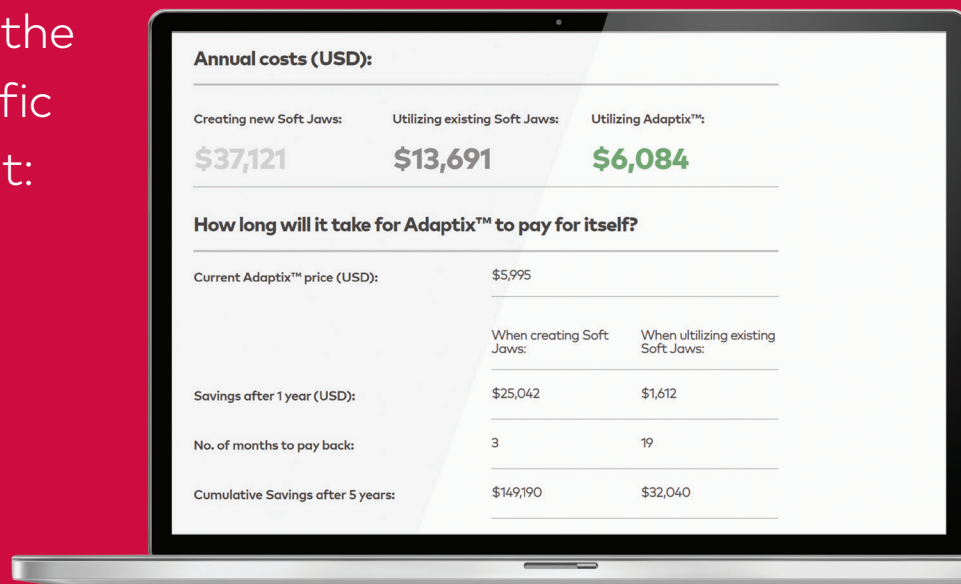 the
fic
t:
Annual costs (USD):
Creating new Soft Jaws: Utilizing existing Soft Jaws: Utilizing Adaptix™:
$37,121 $13,691 $6,084
How long will it take for Adaptix™ to pay for itself?
Current Adaptix™ price (USD): $5,995
When creating Soft Jaws: When ultilizing existing Soft Jaws:
Savings after 1 year (USD): $25,042 $1,612
No. of months to pay back: 3 19
Cumulative Savings after 5 years: $149,190 $32,040